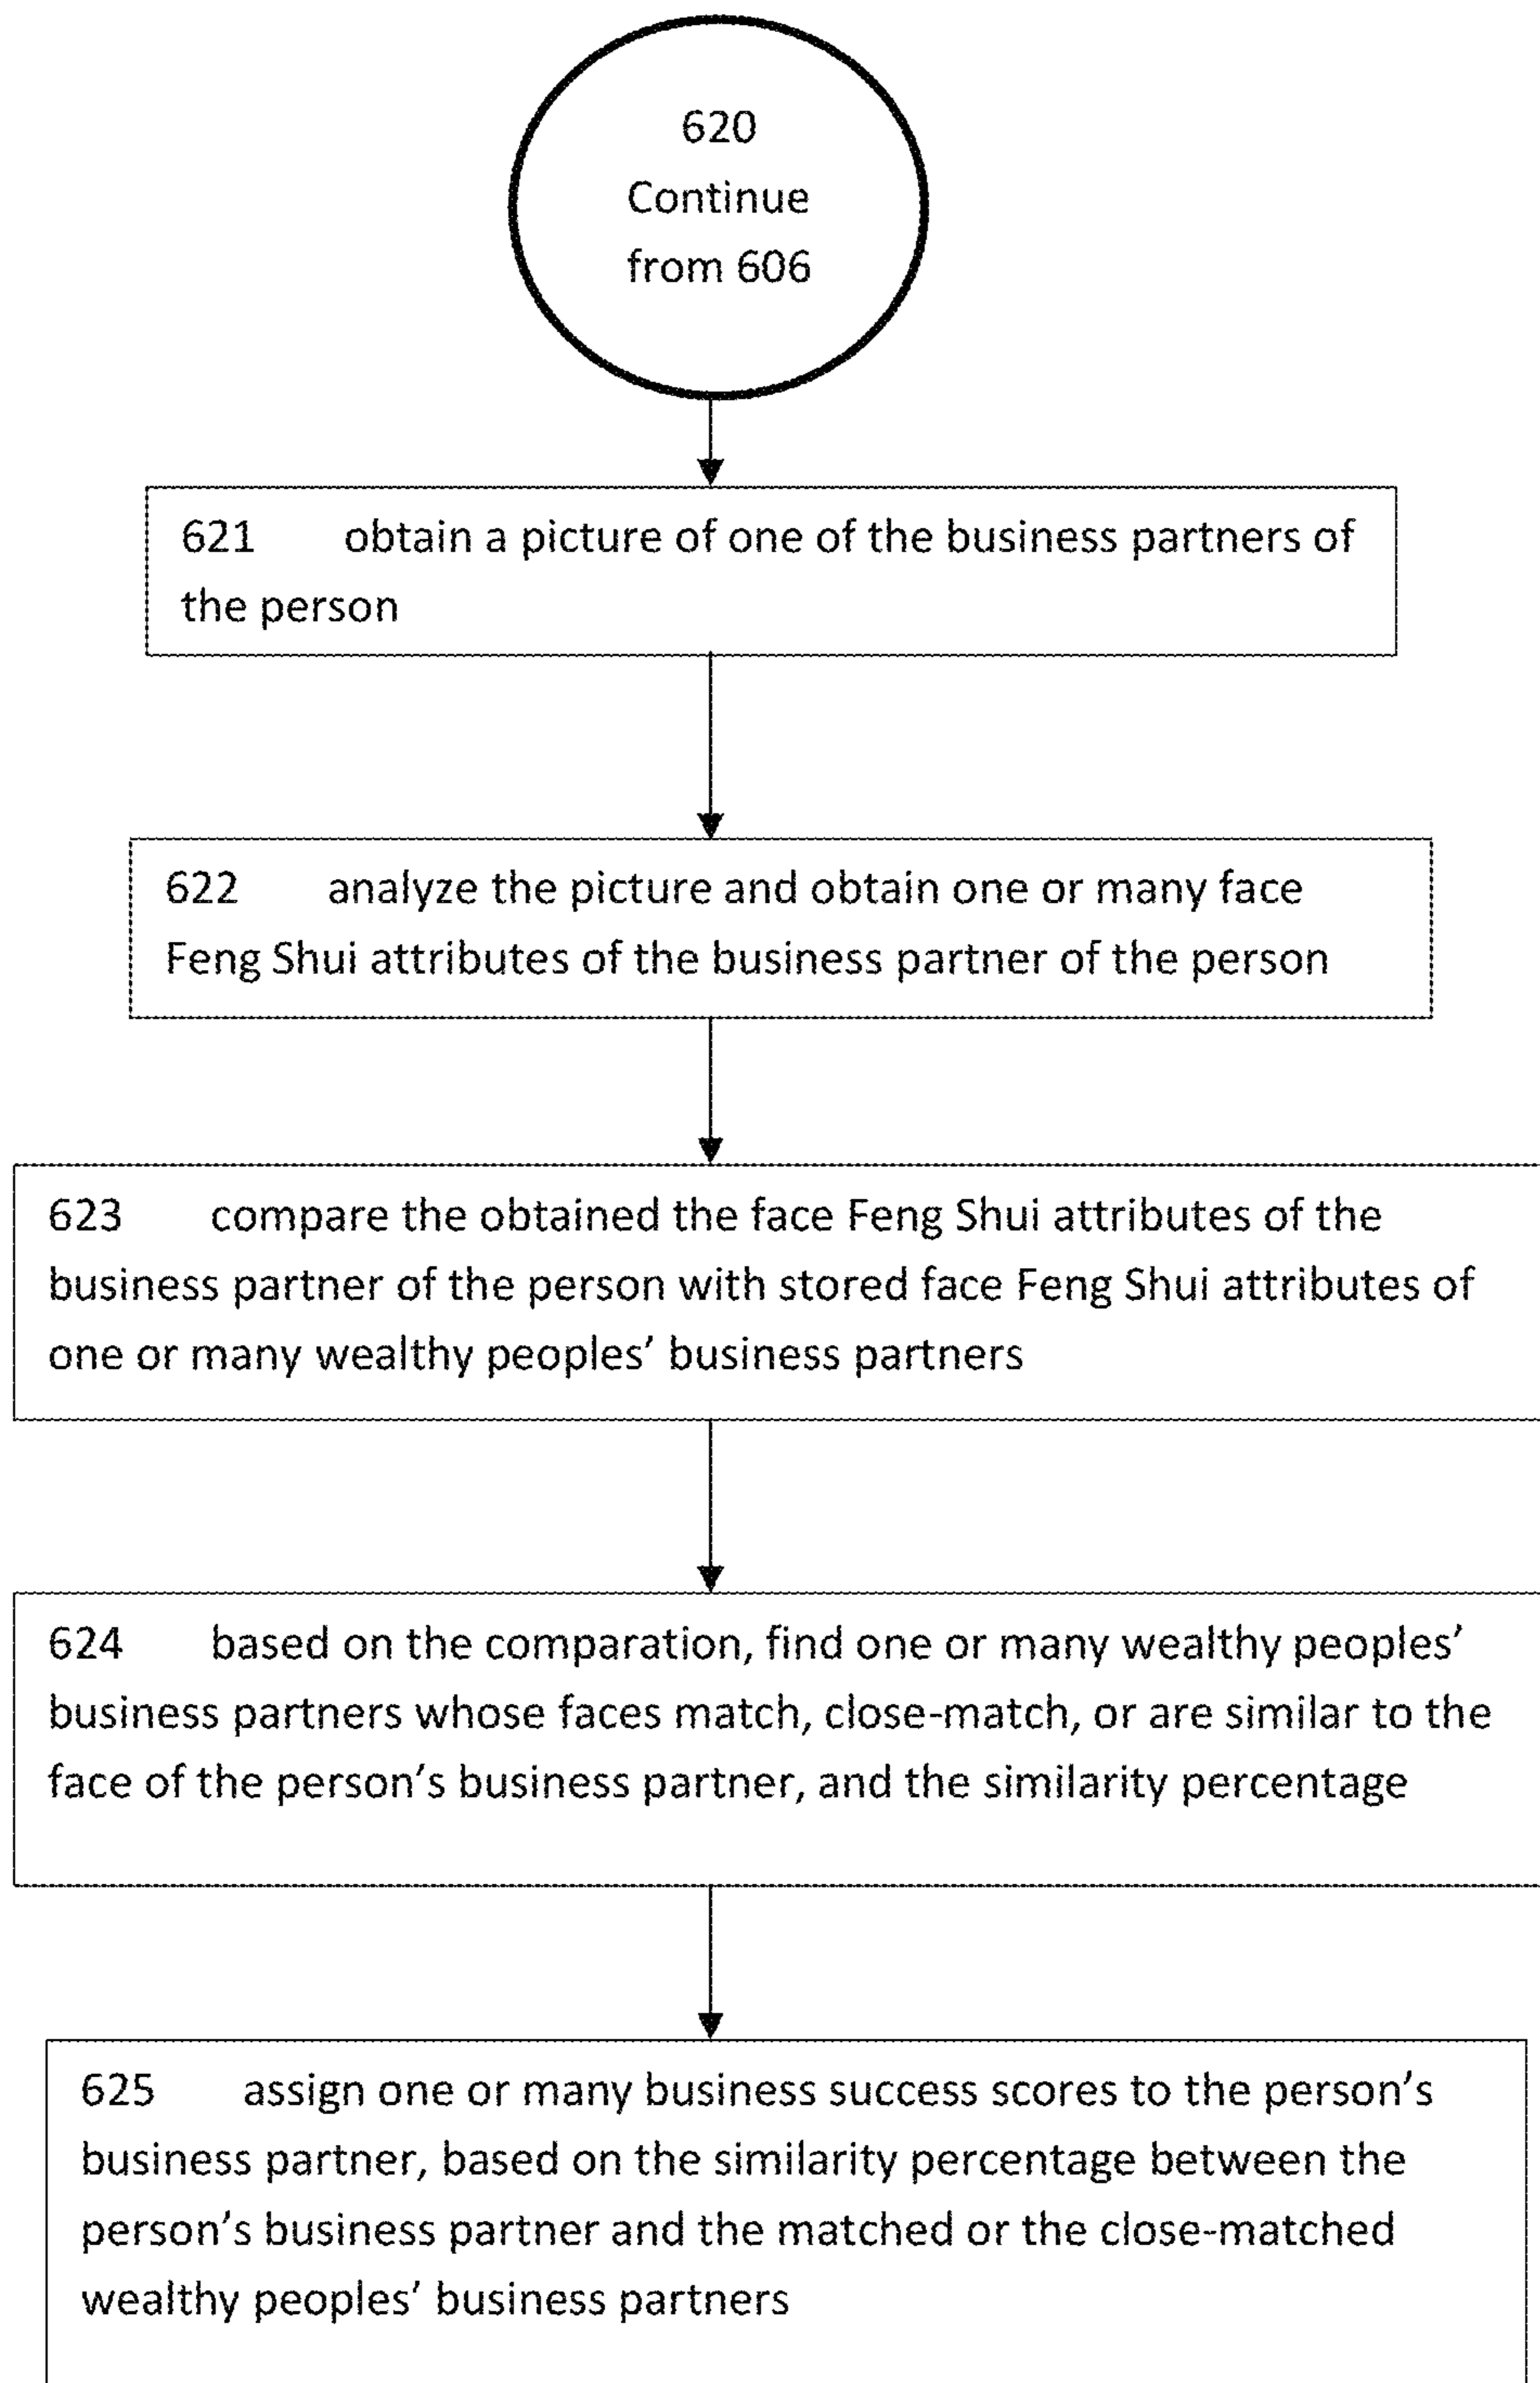 620
Continue
from 606
621 obtain a picture of one of the business partners of
the person
622 analyze the picture and obtain one or many face
Feng Shui attributes of the business partner of the person
623 compare the obtained the face Feng Shui attributes of the
business partner of the person with stored face Feng Shui attributes of
one or many wealthy peoples’ business partners
624 based on the comparation, find one or many wealthy peoples’
business partners whose faces match, close-match, or are similar to the
face of the person’s business partner, and the similarity percentage
625 assign one or many business success scores to the person’s
business partner, based on the similarity percentage between the
person’s business partner and the matched or the close-matched
wealthy peoples’ business partners